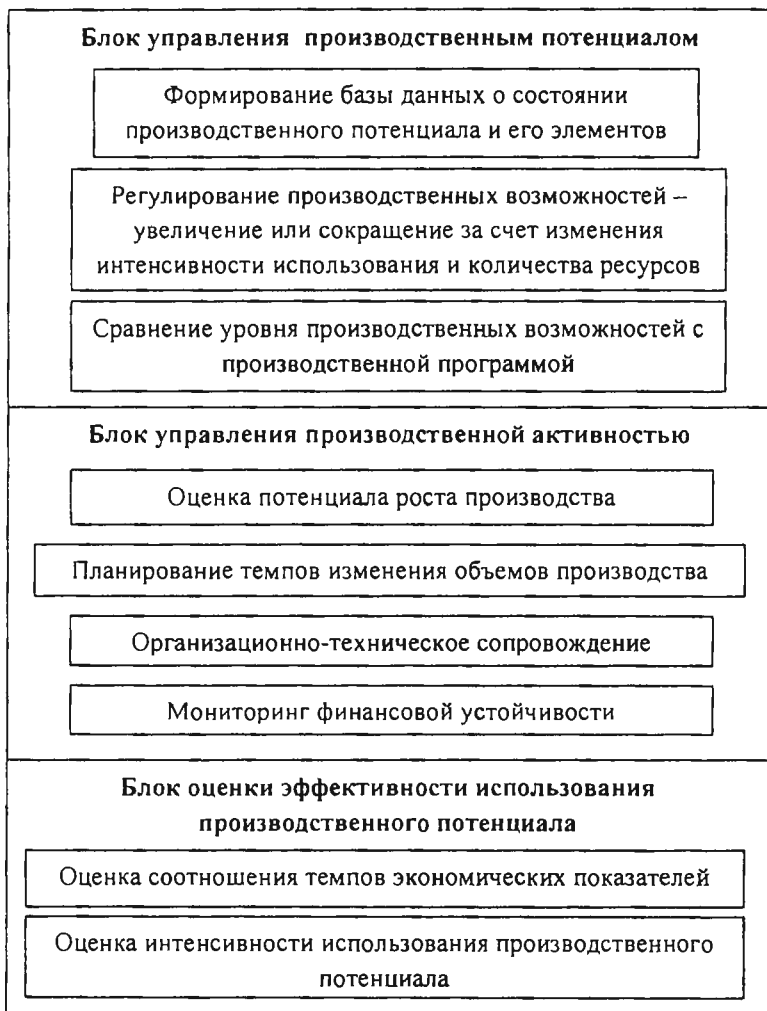 Блок управления производственным потенциалом
Формирование базы данных о состоянии
производственного потенциала и его элементов
Регулирование производственных возможностей –
увеличение или сокращение за счет изменения
интенсивности использования и количества ресурсов
Сравнение уровня производственных возможностей с
производственной программой
Блок управления производственной активностью
Оценка потенциала роста производства
Планирование темпов изменения объемов производства
Организационно-техническое сопровождение
Мониторинг финансовой устойчивости
Блок оценки эффективности использования
производственного потенциала
Оценка соотношения темпов экономических показателей
Оценка интенсивности использования производственного
потенциала